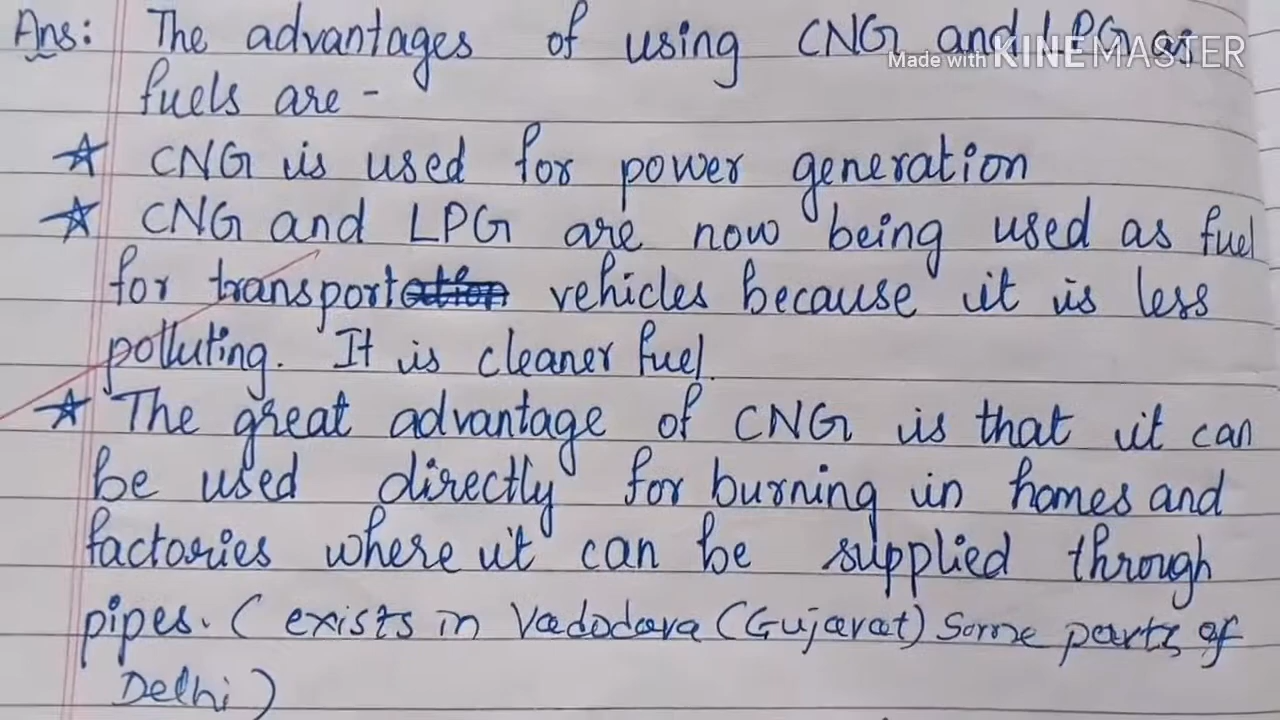 Ans: The advantages of using CNG and LPG as
Made with KINEMASTER
fuels are -
☆ CNG is used for power generation
☆ CNG and LPG are now being used as fuel
for transportation vehicles because it is less
polluting. It is cleaner fuel.
☆ The great advantage of CNG is that it can
be used directly for burning in homes and
factories where it can be supplied through
pipes. (exists in Vadodara (Gujarat) Some parts of
Delhi)